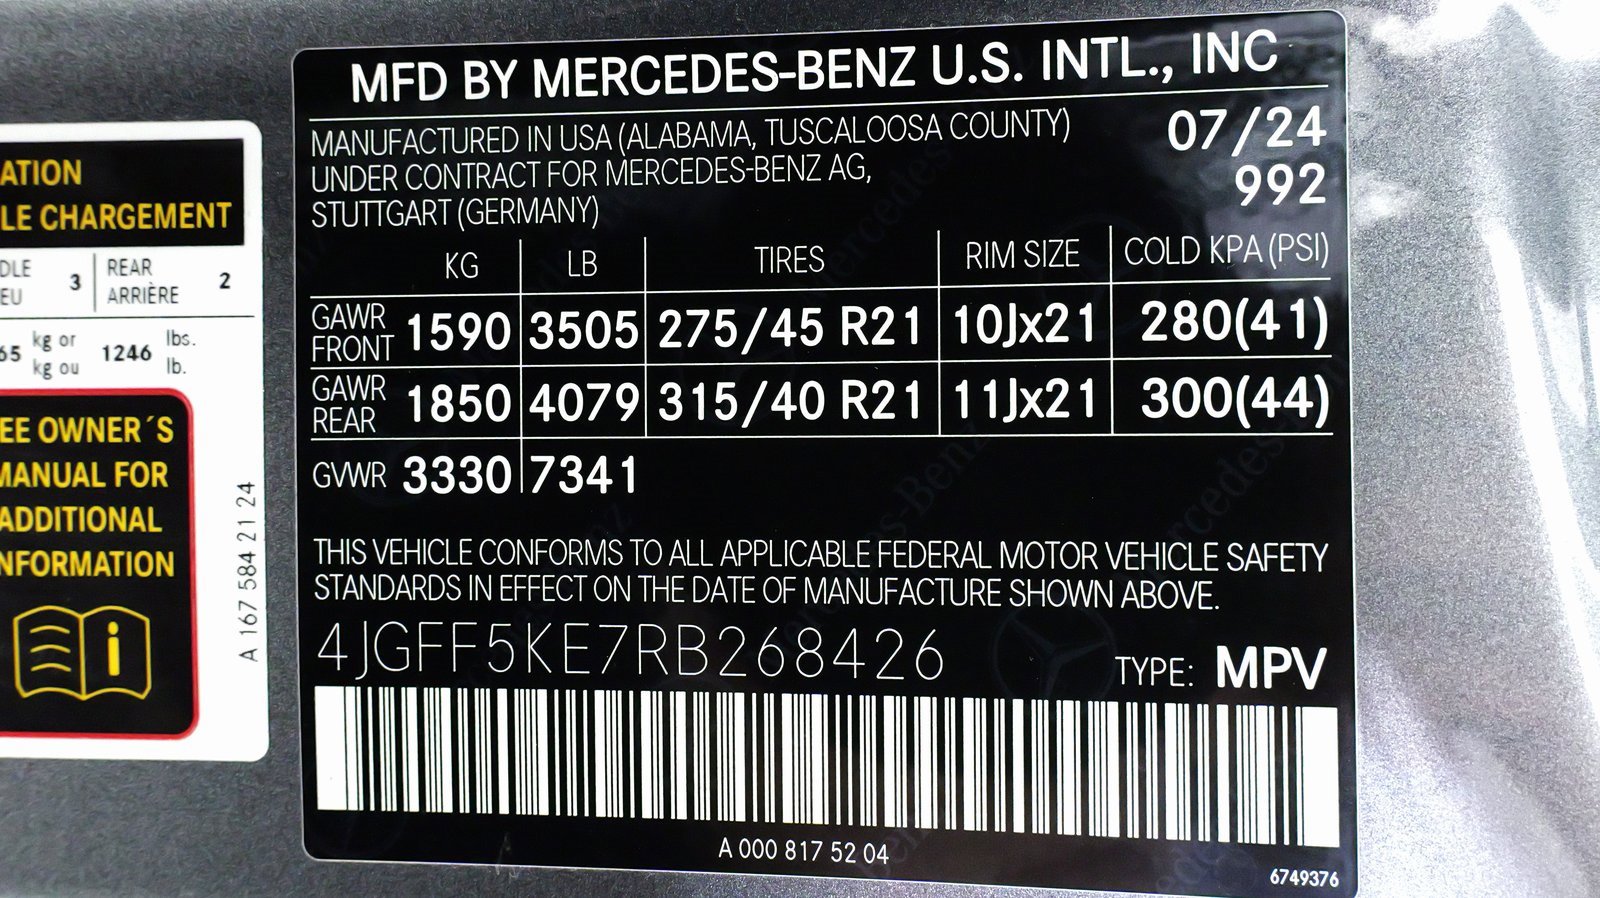 ATION
LE CHARGEMENT
DLE
EU
3
REAR
ARRIÈRE
2
65
kg or
kg ou
1246
lbs.
lb.
EE OWNER´S
MANUAL FOR
ADDITIONAL
NFORMATION
A 167 584 21 24
MFD BY MERCEDES-BENZ U.S. INTL., INC
MANUFACTURED IN USA (ALABAMA, TUSCALOOSA COUNTY)
UNDER CONTRACT FOR MERCEDES-BENZ AG,
STUTTGART (GERMANY)
07/24
992
KG LB TIRES RIM SIZE COLD KPA (PSI)
GAWR FRONT 1590 3505 275/45 R21 10Jx21 280(41)
GAWR REAR 1850 4079 315/40 R21 11Jx21 300(44)
GVWR 3330 7341
THIS VEHICLE CONFORMS TO ALL APPLICABLE FEDERAL MOTOR VEHICLE SAFETY
STANDARDS IN EFFECT ON THE DATE OF MANUFACTURE SHOWN ABOVE.
4JGFF5KE7RB268426
TYPE: MPV
A 000 817 52 04
6749376